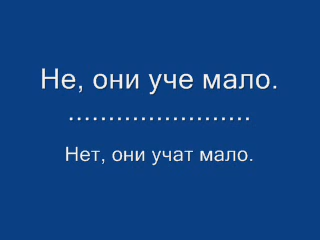 Не, они уче мало.
.......................
Нет, они учат мало.